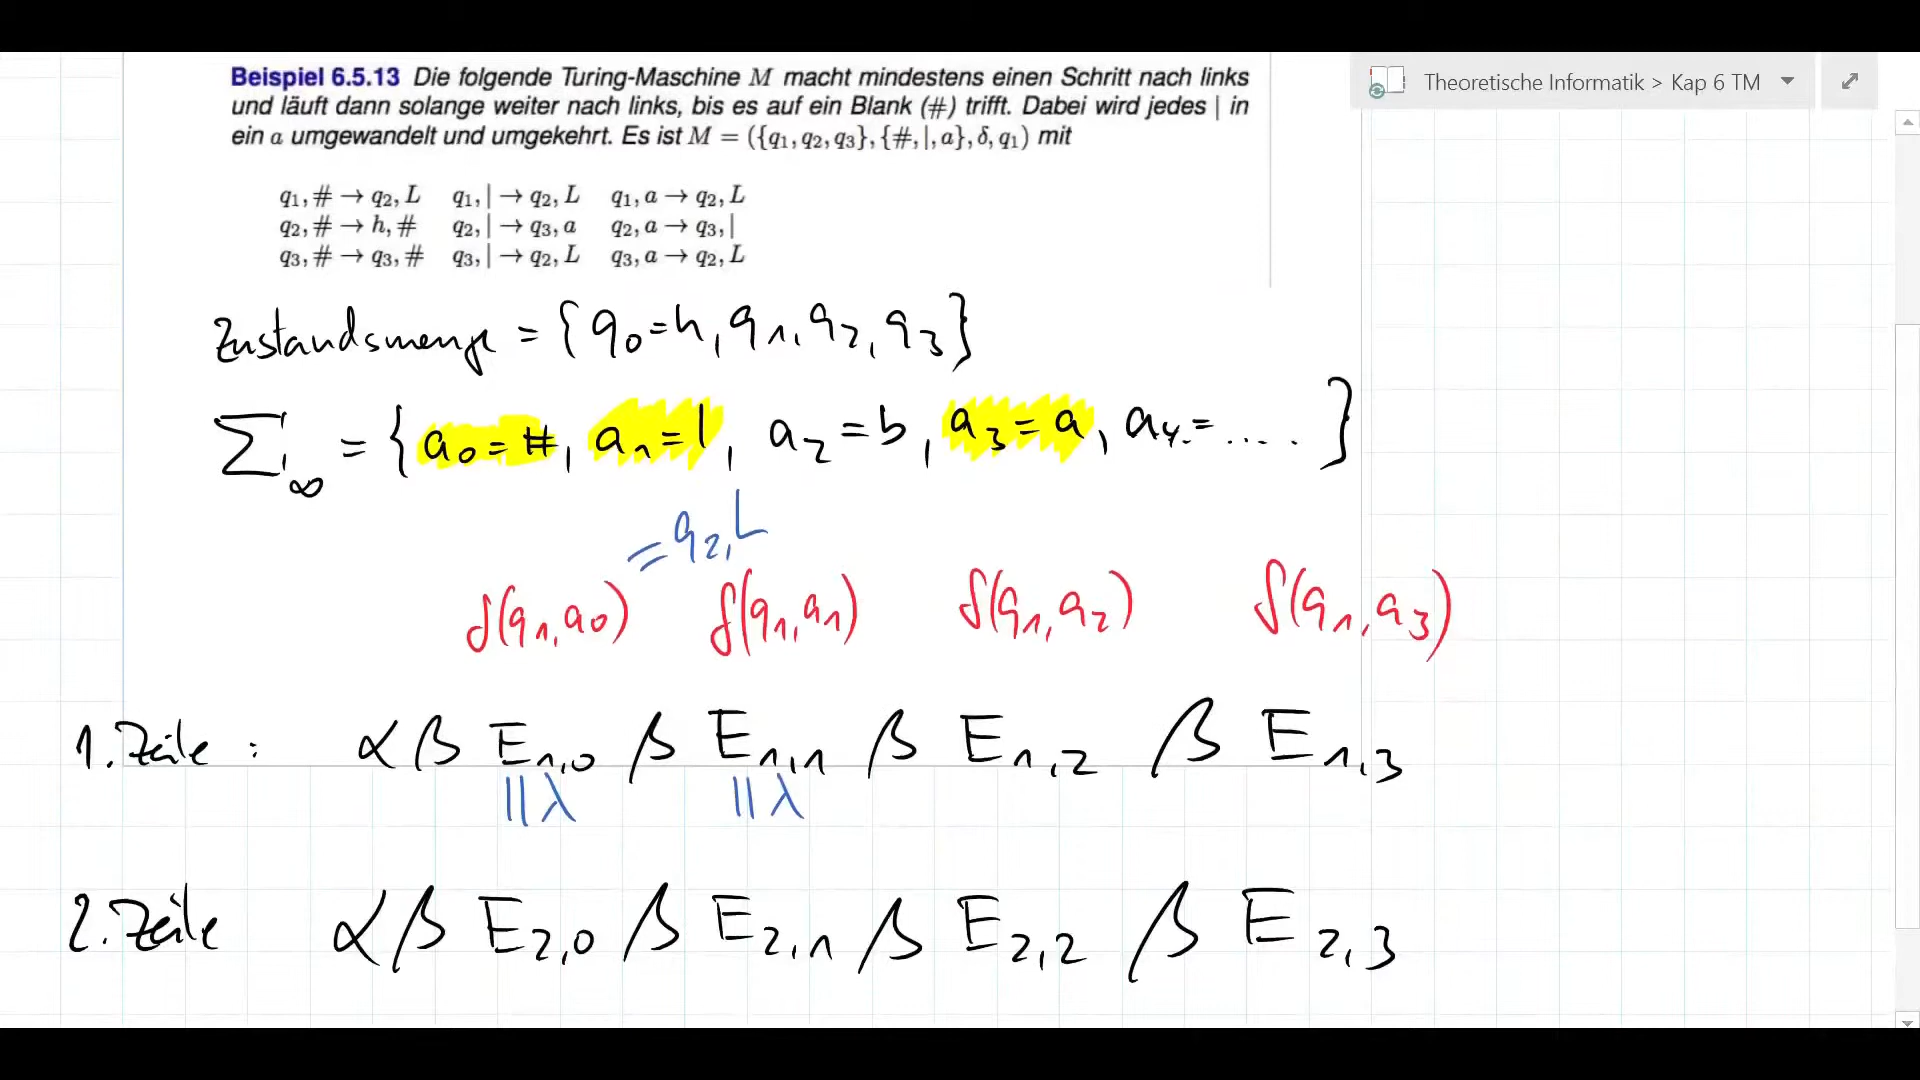 Theoretische Informatik > Kap 6 TM
Beispiel 6.5.13 Die folgende Turing-Maschine M macht mindestens einen Schritt nach links
und läuft dann solange weiter nach links, bis es auf ein Blank (#) trifft. Dabei wird jedes | in
ein a umgewandelt und umgekehrt. Es ist M = ({q₁, q₂, q₃}, {#, |, a}, δ, q₁) mit
q₁, # → q₂, L q₁, | → q₂, L q₁, a → q₂, L
q₂, # → h, # q₂, | → q₃, a q₂, a → q₃, |
q₃, # → q₃, # q₃, | → q₂, L q₃, a → q₂, L
Zustandsmenge = {q₀=h, q₁, q₂, q₃}
Σ∞ = {a₀=#, a₁=|, a₂=b, a₃=a, a₄=.....}
=q₂,L
δ(q₁,a₀) δ(q₁,a₁) δ(q₁,a₂) δ(q₁,a₃)
1. Zeile : α β E₁,₀ β E₁,₁ β E₁,₂ β E₁,₃
|| λ || λ
2. Zeile α β E₂,₀ β E₂,₁ β E₂,₂ β E₂,₃